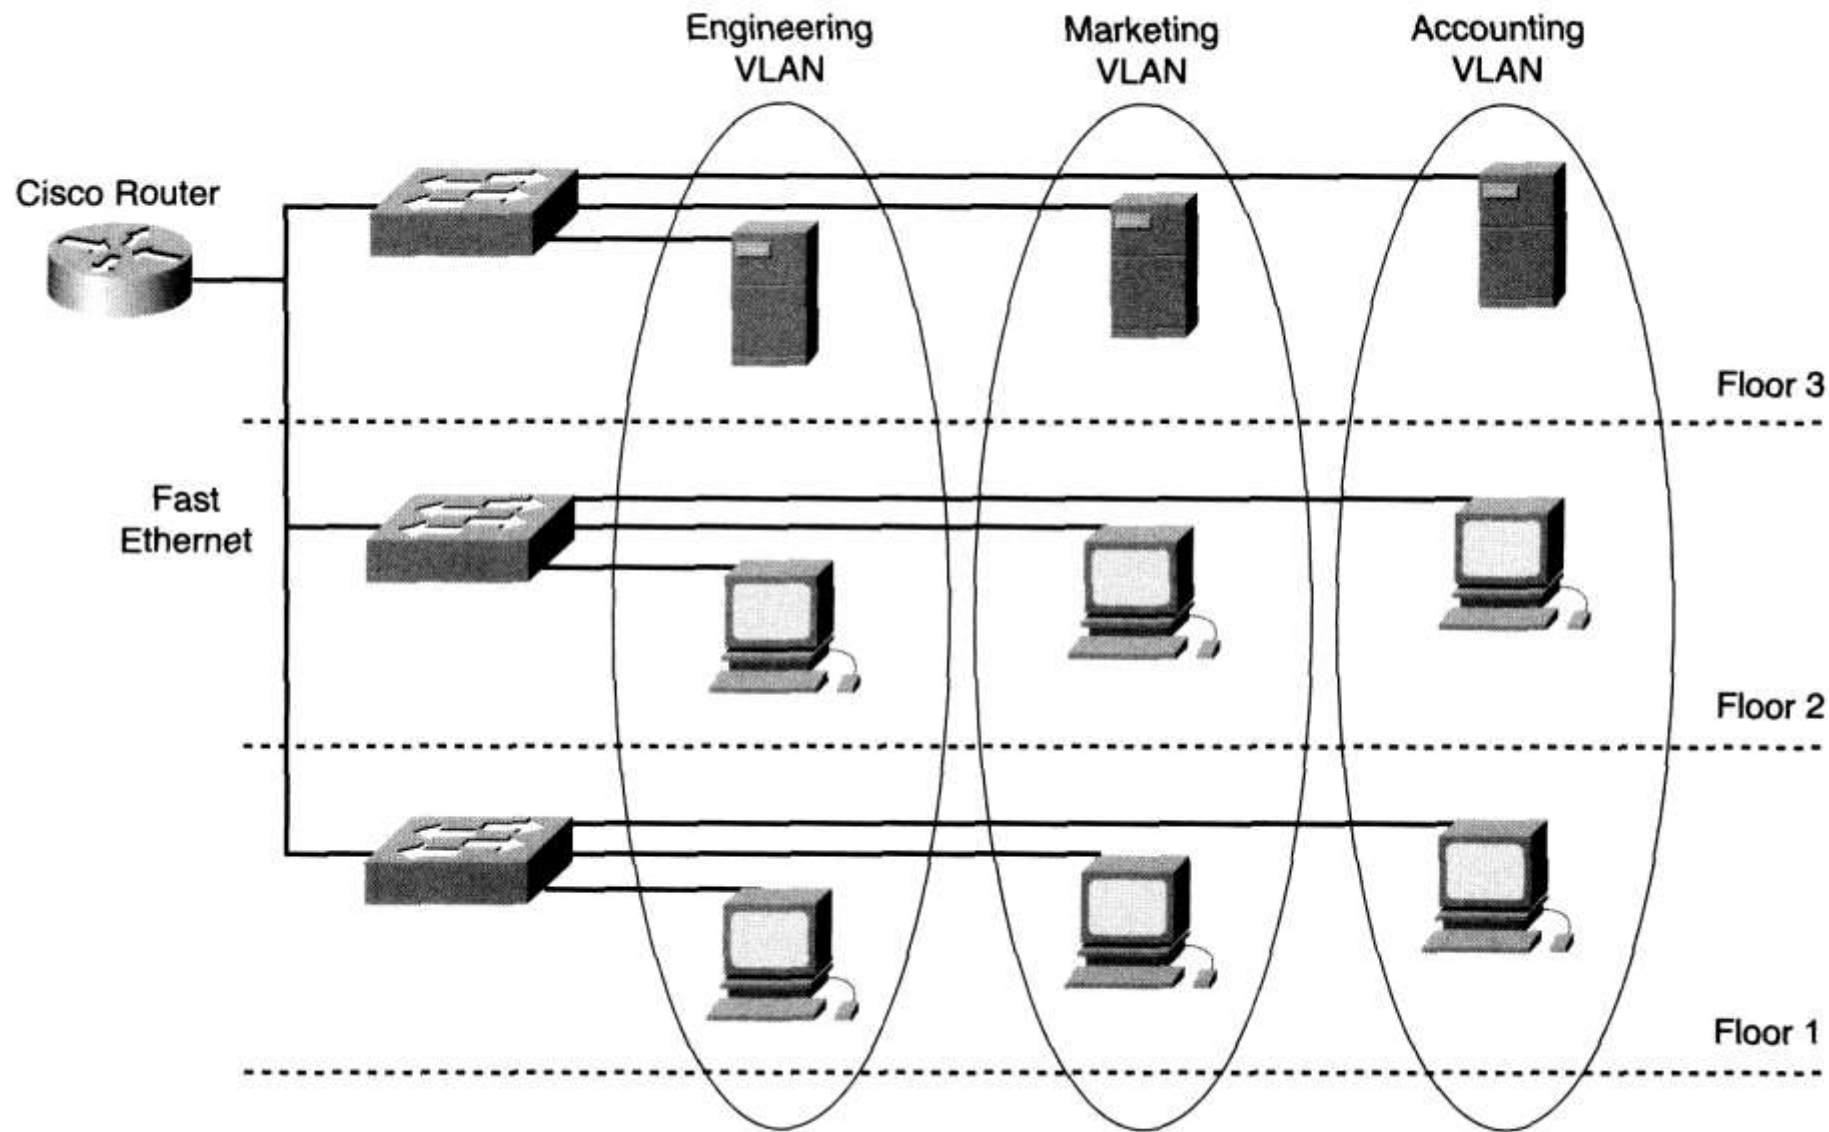 Engineering
VLAN
Marketing
VLAN
Accounting
VLAN
Cisco Router
Floor 3
Fast
Ethernet
Floor 2
Floor 1